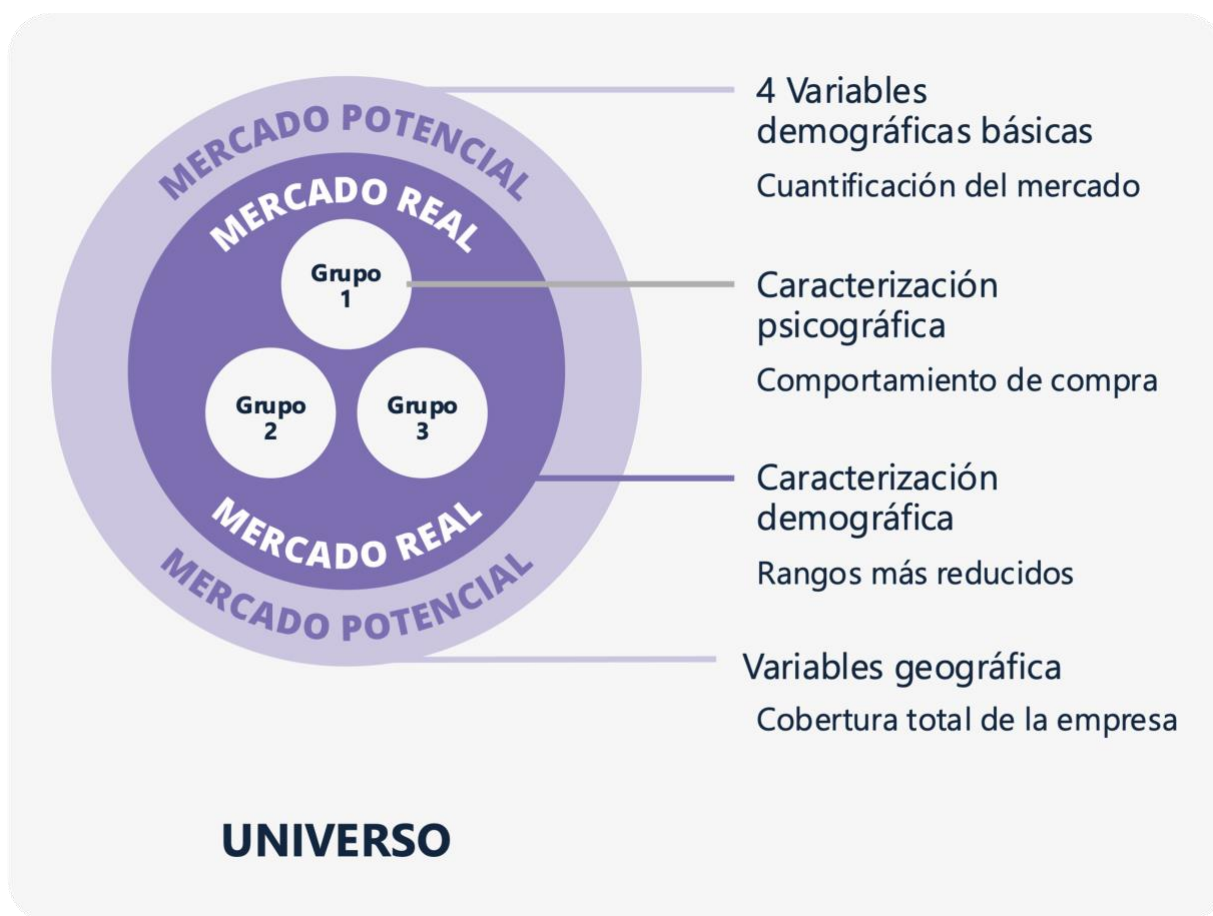 MERCADO POTENCIAL
MERCADO REAL
Grupo
1
Grupo
2
Grupo
3
MERCADO REAL
MERCADO POTENCIAL
4 Variables
demográficas básicas
Cuantificación del mercado
Caracterización
psicográfica
Comportamiento de compra
Caracterización
demográfica
Rangos más reducidos
Variables geográfica
Cobertura total de la empresa
UNIVERSO